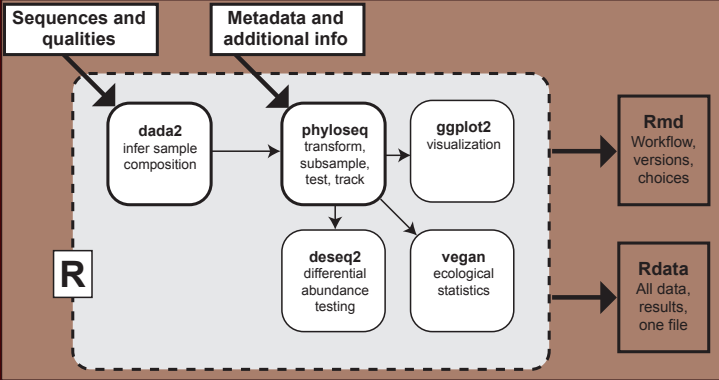 Sequences and
qualities
Metadata and
additional info
dada2
infer sample
composition
phyloseq
transform,
subsample,
test, track
ggplot2
visualization
Rmd
Workflow,
versions,
choices
R
deseq2
differential
abundance
testing
vegan
ecological
statistics
Rdata
All data,
results,
one file